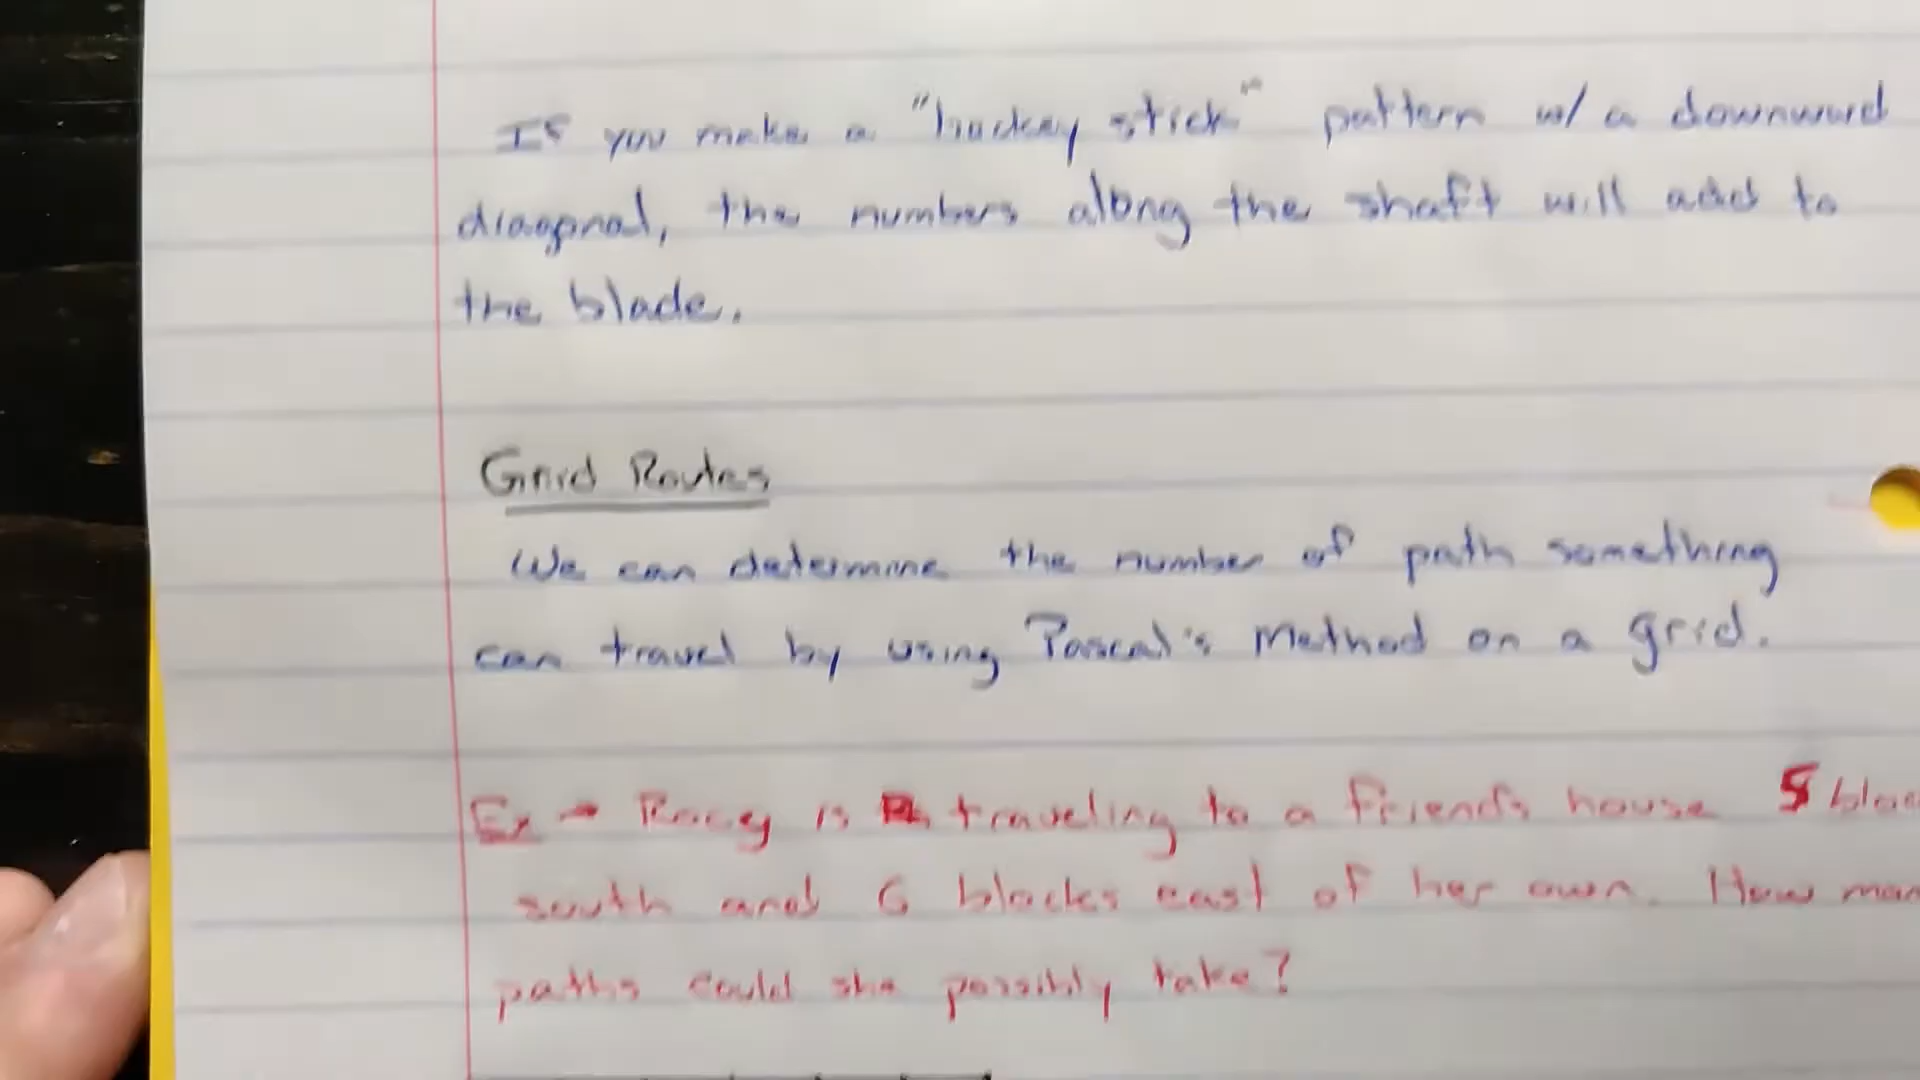 If you make a "hockey stick" pattern w/ a downward
diagonal, the numbers along the shaft will add to
the blade.
Grid Routes
We can determine the number of path something
can travel by using Pascal's Method on a grid.
Ex → Racey is traveling to a friend's house 5 bloc
south and 6 blocks east of her own. How man
paths could she possibly take?